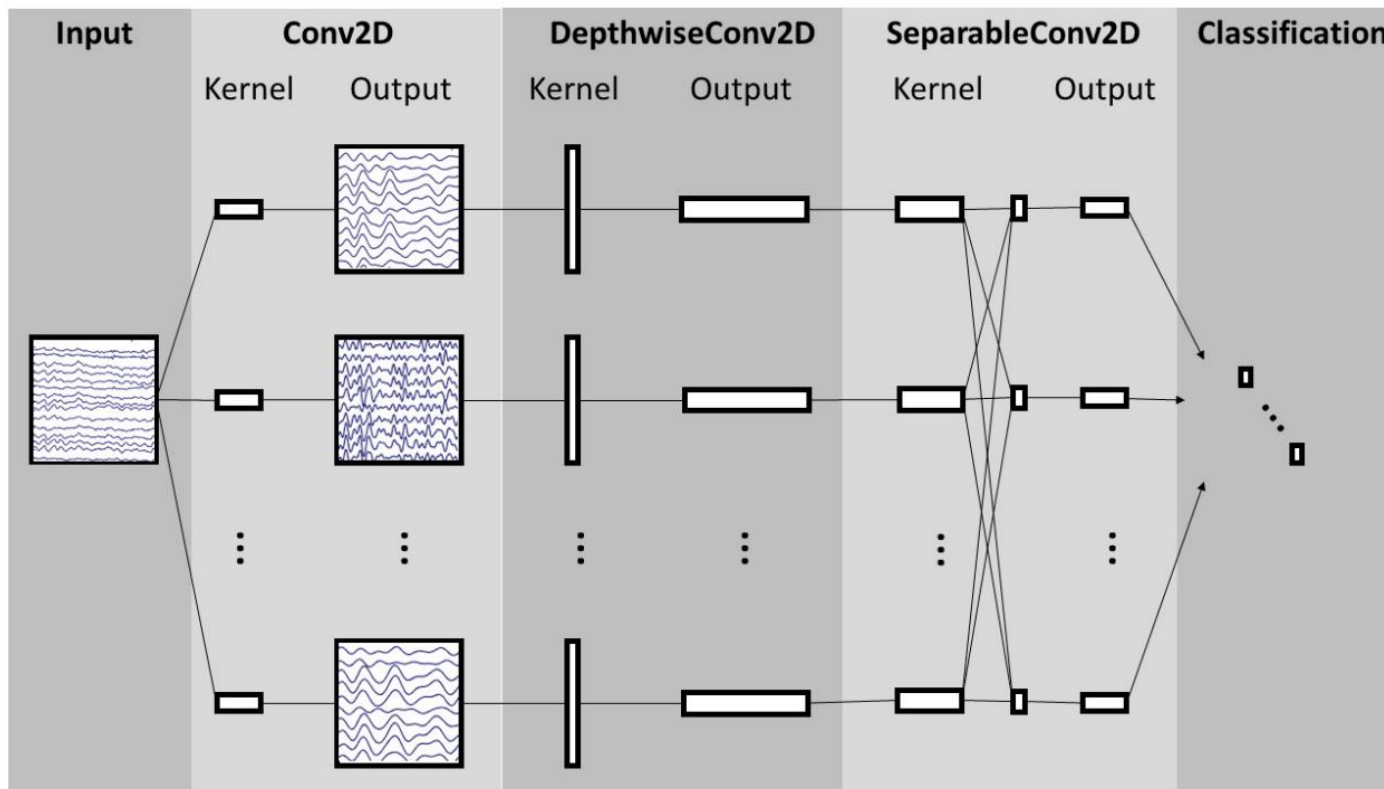 Input Conv2D DepthwiseConv2D SeparableConv2D Classification
Kernel Output Kernel Output Kernel Output